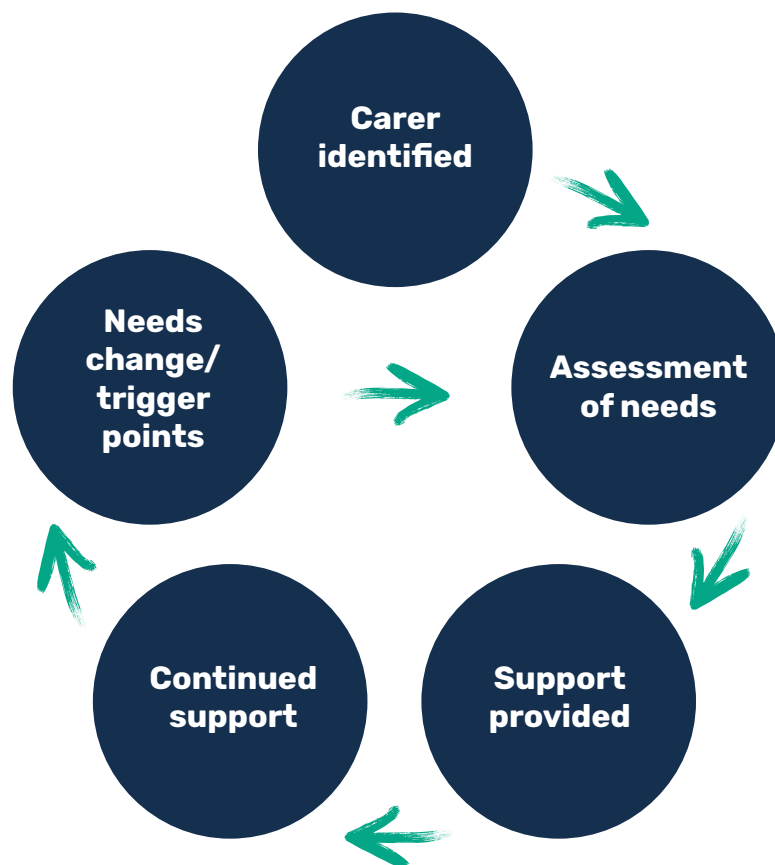 Carer
identified
Assessment
of needs
Support
provided
Continued
support
Needs
change/
trigger
points